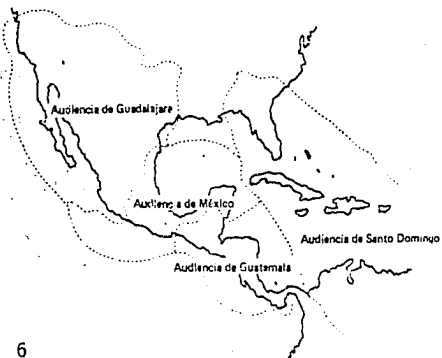 Audiencia de Guadalajara
Audiencia de México
Audiencia de Santo Domingo
Audiencia de Guatemala
6